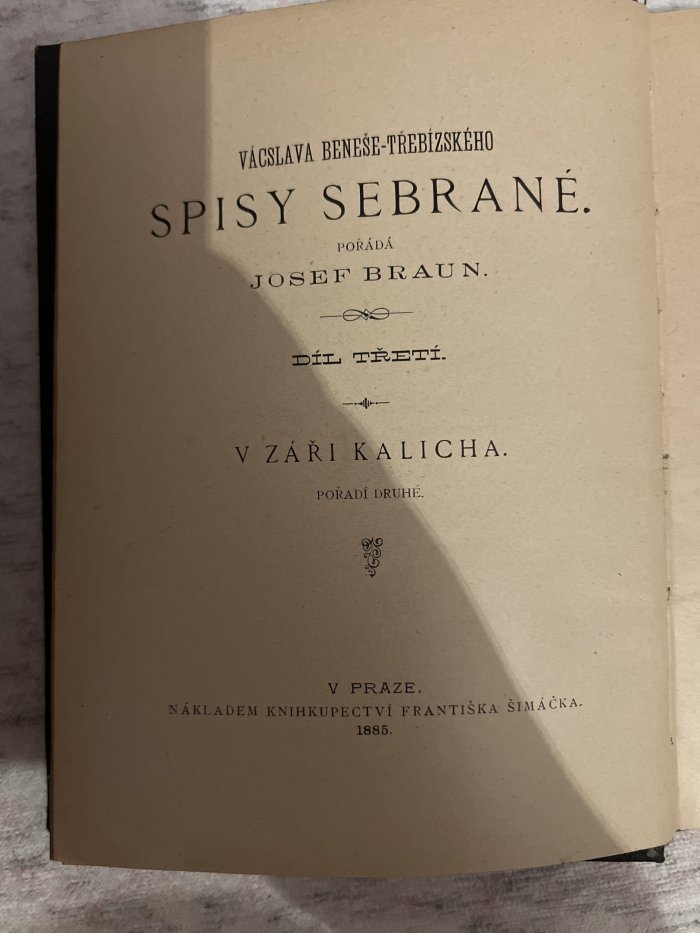 VÁCSLAVA BENEŠE-TŘEBÍZSKÉHO
SPISY SEBRANÉ.
POŘÁDÁ
JOSEF BRAUN.
DÍL TŘETÍ.
V ZÁŘI KALICHA.
POŘADÍ DRUHÉ.
V PRAZE.
NÁKLADEM KNIHKUPECTVÍ FRANTIŠKA ŠIMÁČKA.
1885.